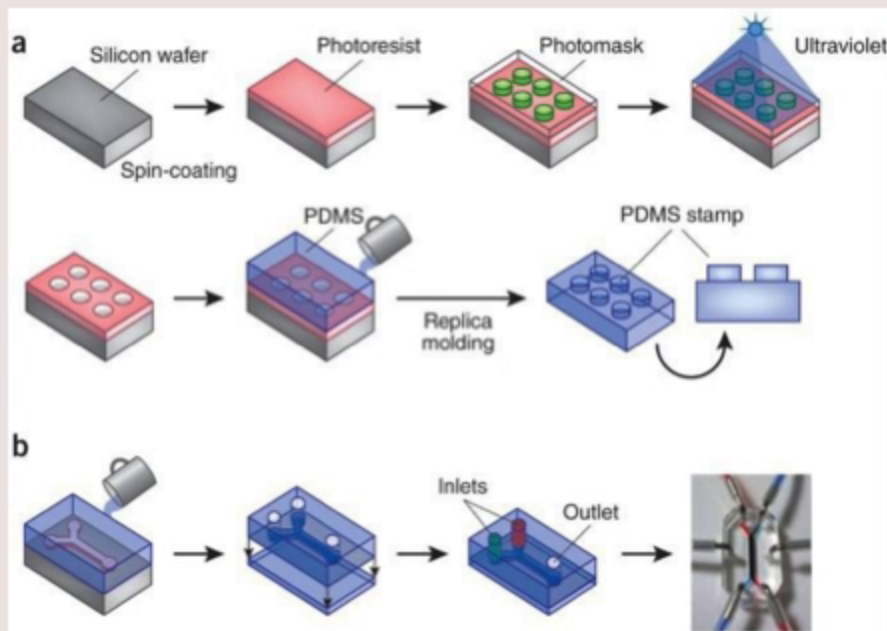 a
Silicon wafer
Photoresist
Photomask
Ultraviolet
Spin-coating
PDMS
PDMS stamp
Replica
molding
b
Inlets
Outlet